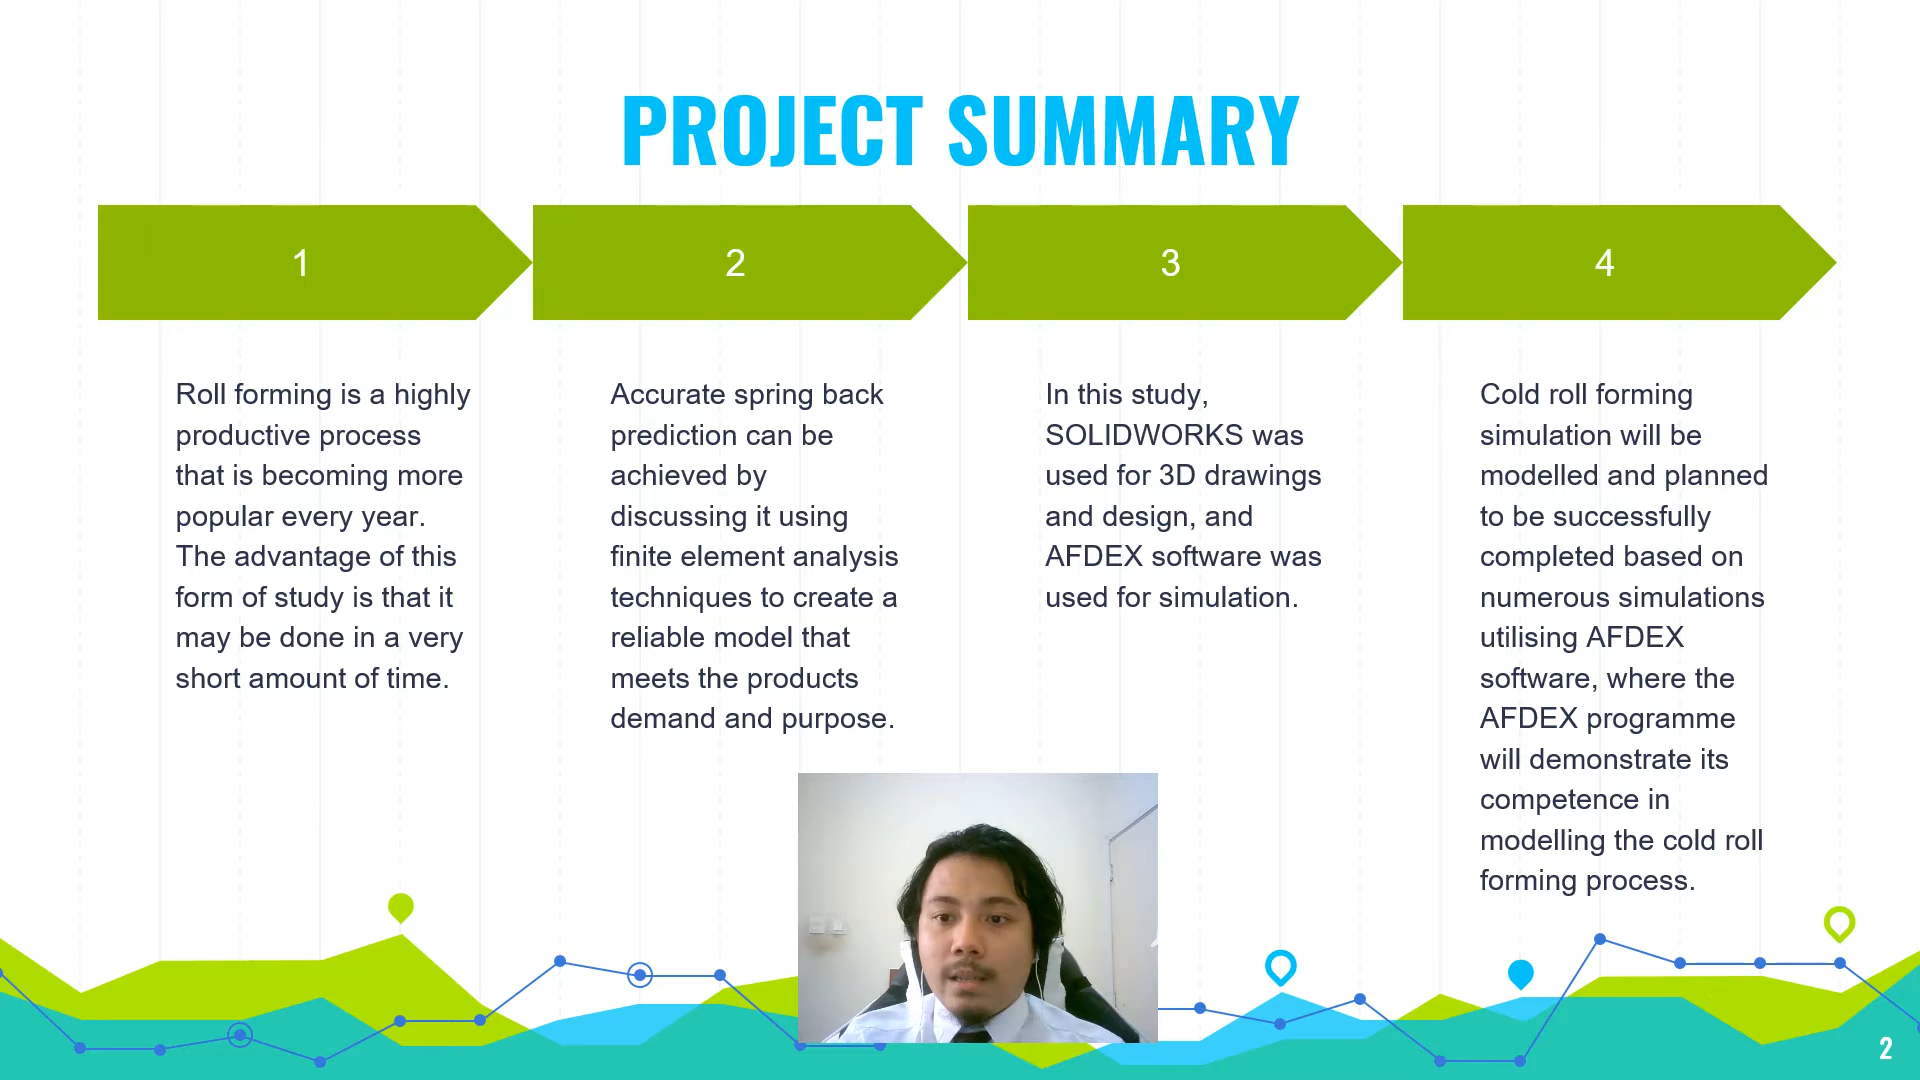 PROJECT SUMMARY
1
2
3
4
Roll forming is a highly
productive process
that is becoming more
popular every year.
The advantage of this
form of study is that it
may be done in a very
short amount of time.
Accurate spring back
prediction can be
achieved by
discussing it using
finite element analysis
techniques to create a
reliable model that
meets the products
demand and purpose.
In this study,
SOLIDWORKS was
used for 3D drawings
and design, and
AFDEX software was
used for simulation.
Cold roll forming
simulation will be
modelled and planned
to be successfully
completed based on
numerous simulations
utilising AFDEX
software, where the
AFDEX programme
will demonstrate its
competence in
modelling the cold roll
forming process.
2